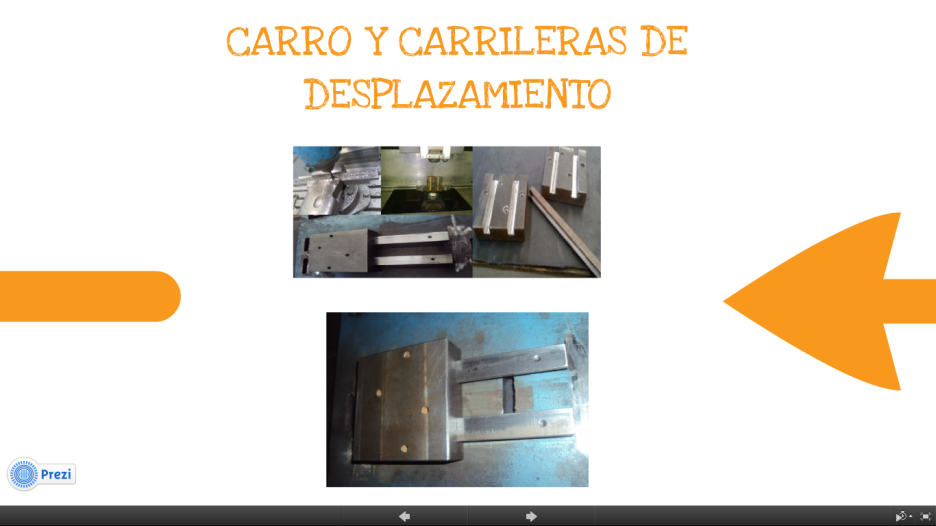 CARRO Y CARRILERAS DE
DESPLAZAMIENTO
Prezi